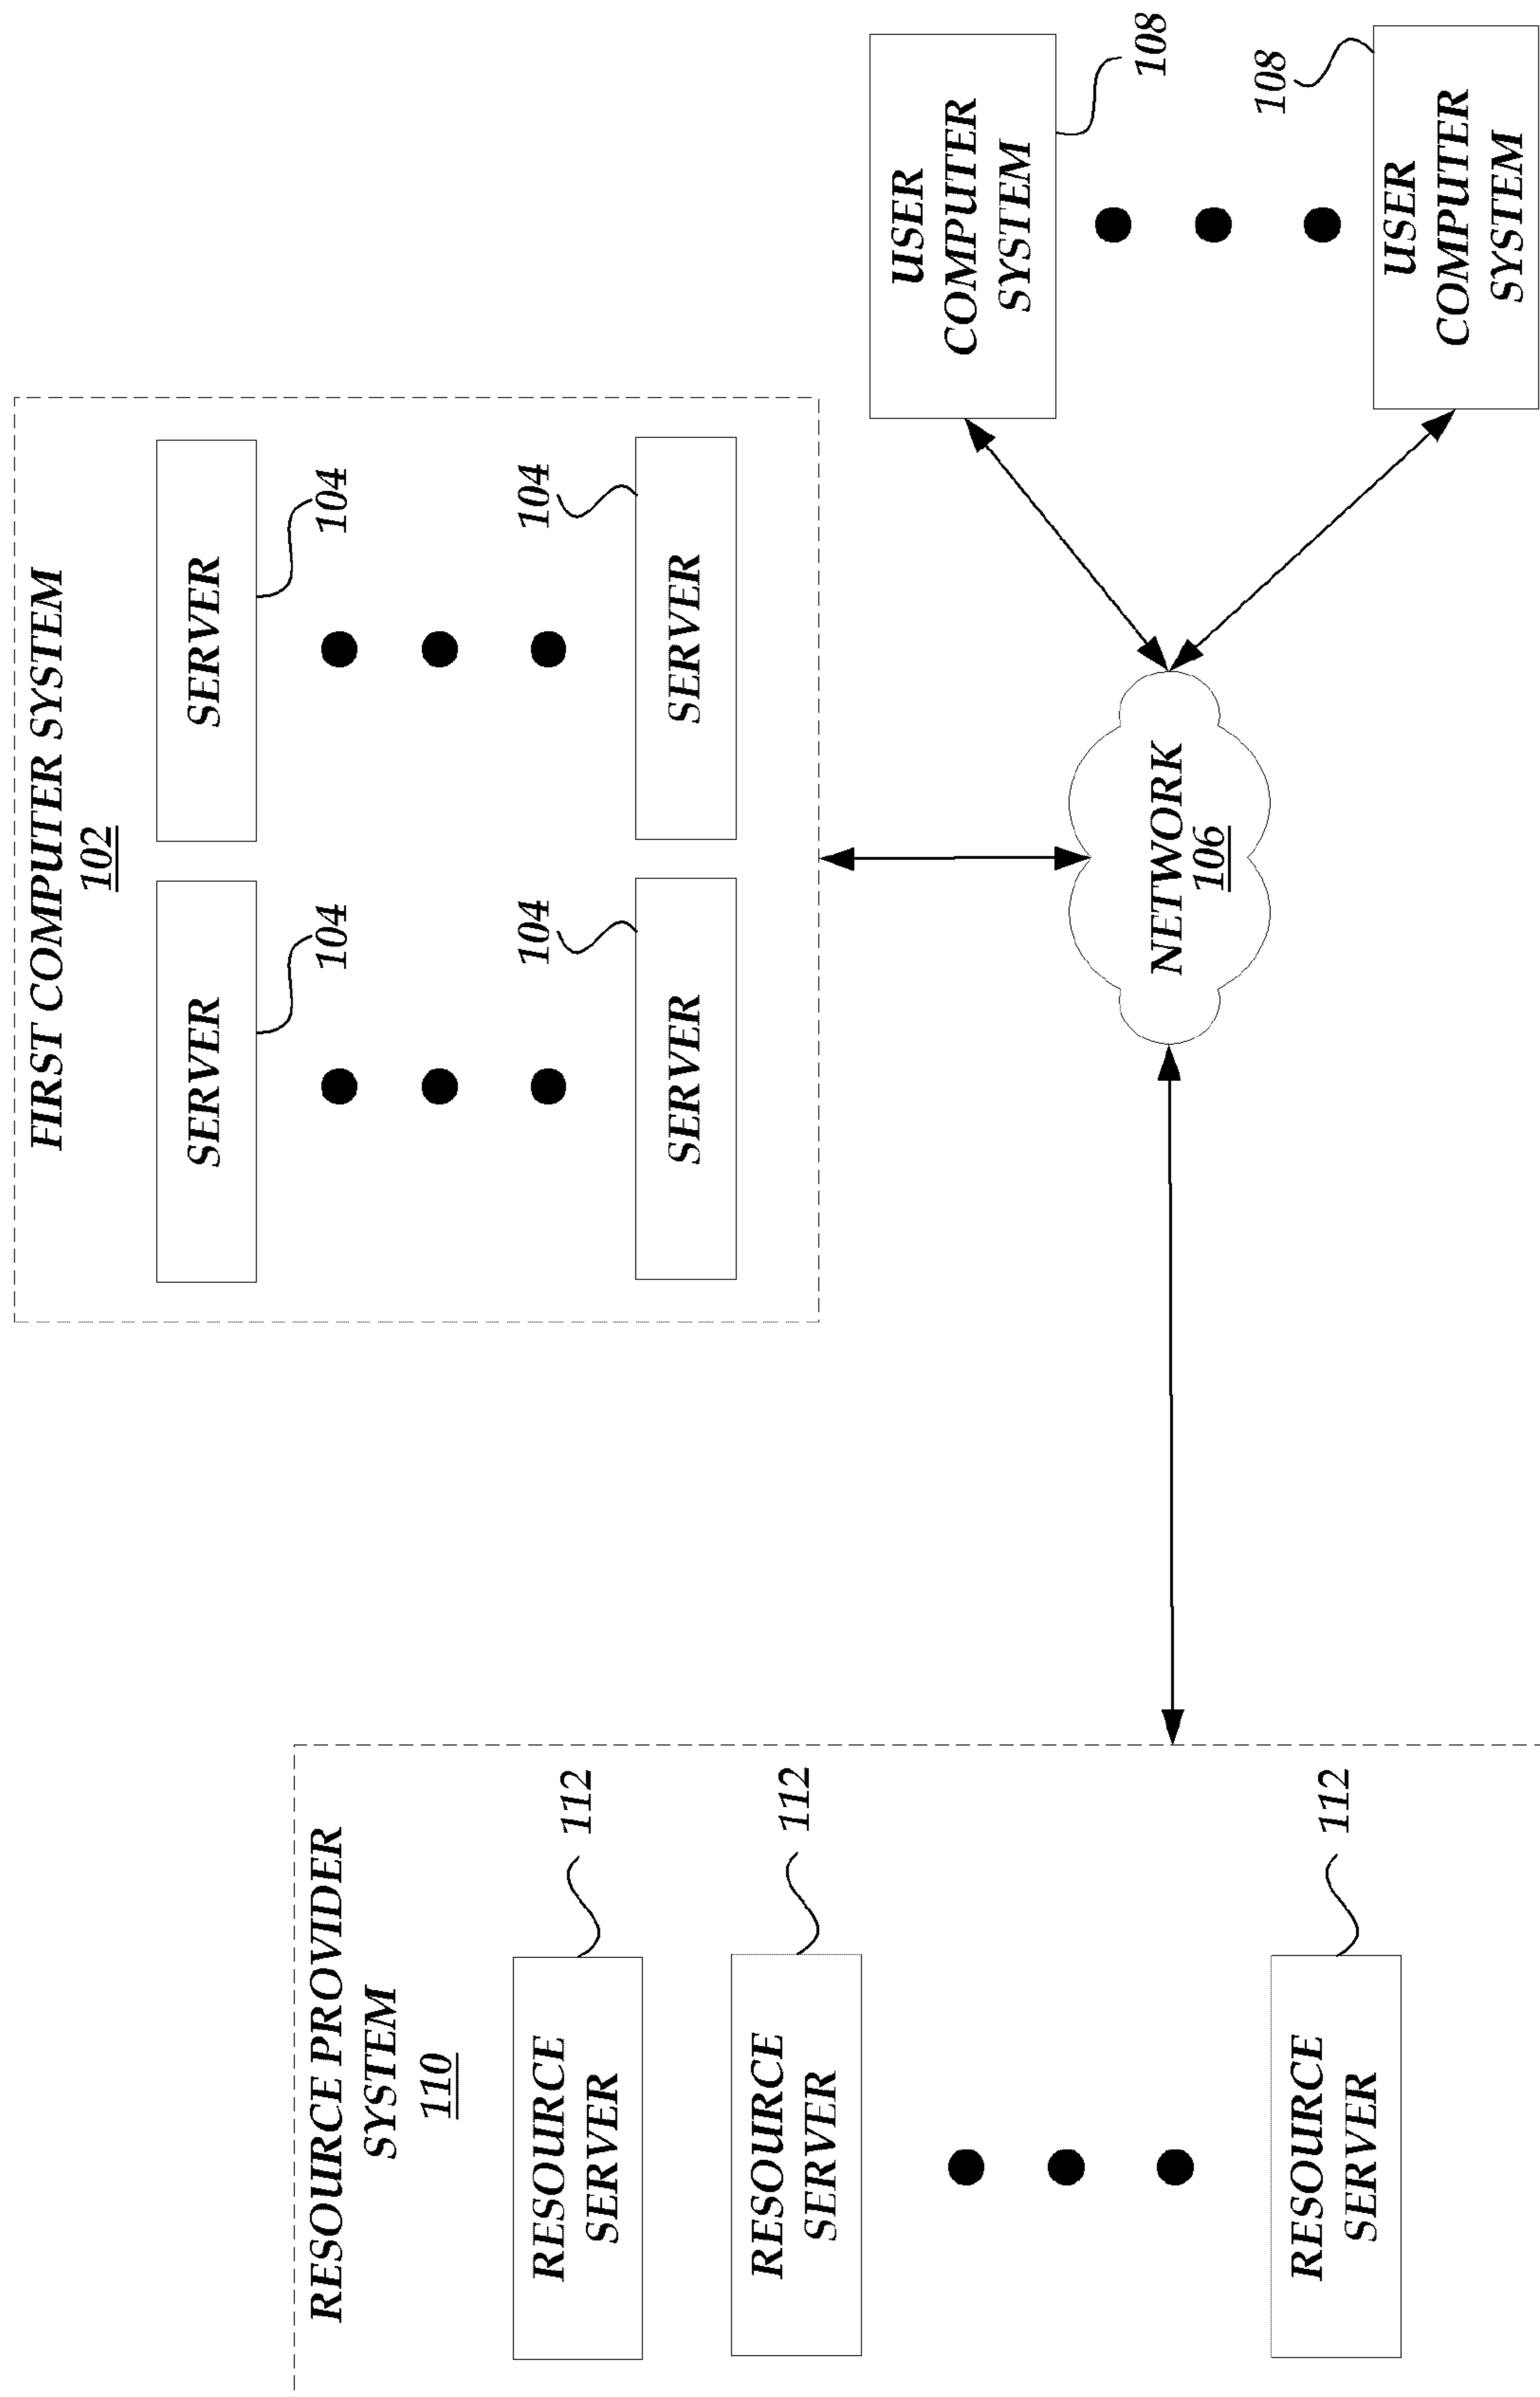 FIRST COMPUTER SYSTEM
102
SERVER
104
SERVER
104
104
SERVER
104
SERVER
RESOURCE PROVIDER
SYSTEM
110
RESOURCE
SERVER
112
RESOURCE
SERVER
112
RESOURCE
SERVER
112
NETWORK
106
USER
COMPUTER
SYSTEM
108
108
USER
COMPUTER
SYSTEM